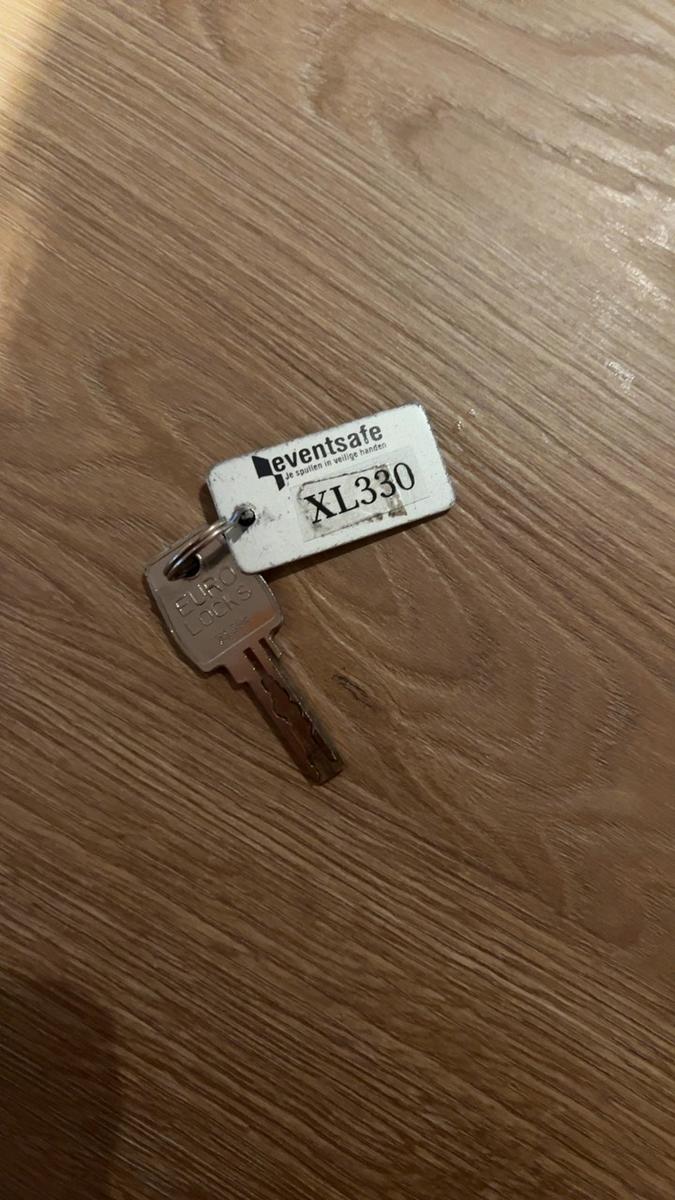 eventsafe
Je spullen in veilige handen
XL330
EURO
LOCKS